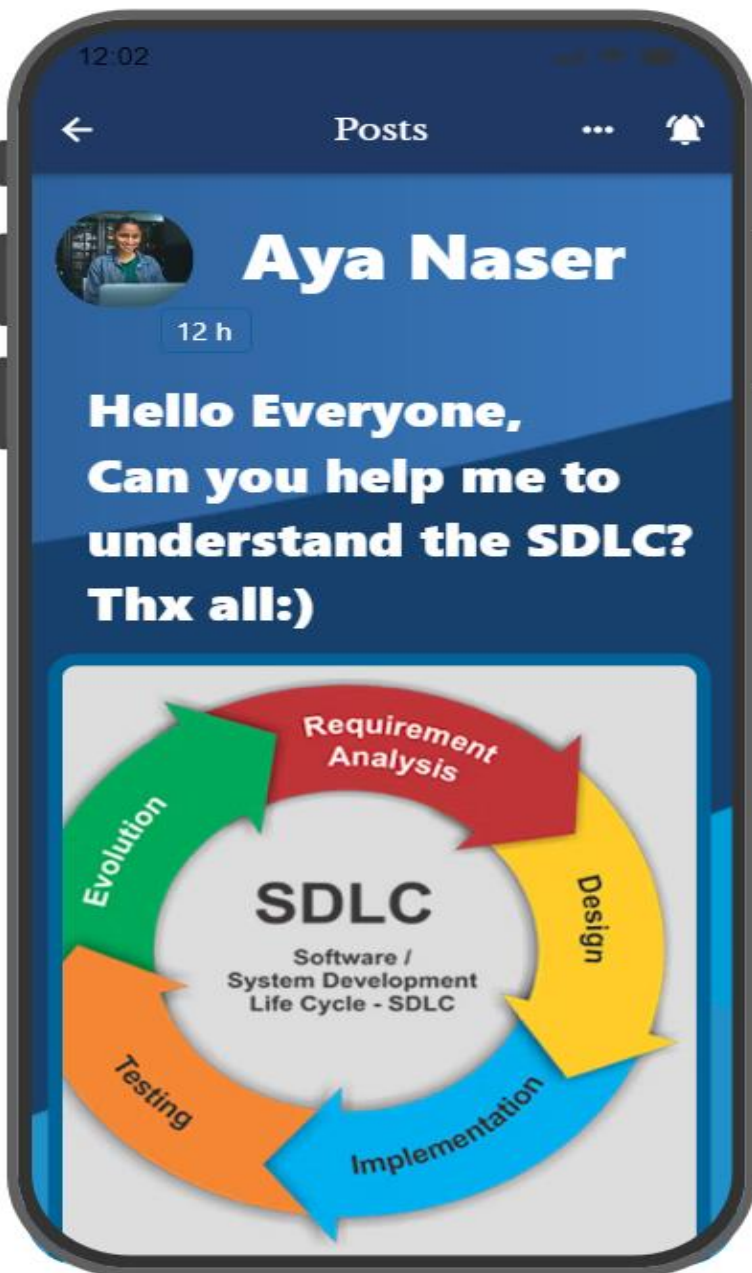 12:02
Posts
Aya Naser
12 h
Hello Everyone,
Can you help me to
understand the SDLC?
Thx all:)
Requirement
Analysis
Design
Implementation
Testing
Evolution
SDLC
Software /
System Development
Life Cycle - SDLC